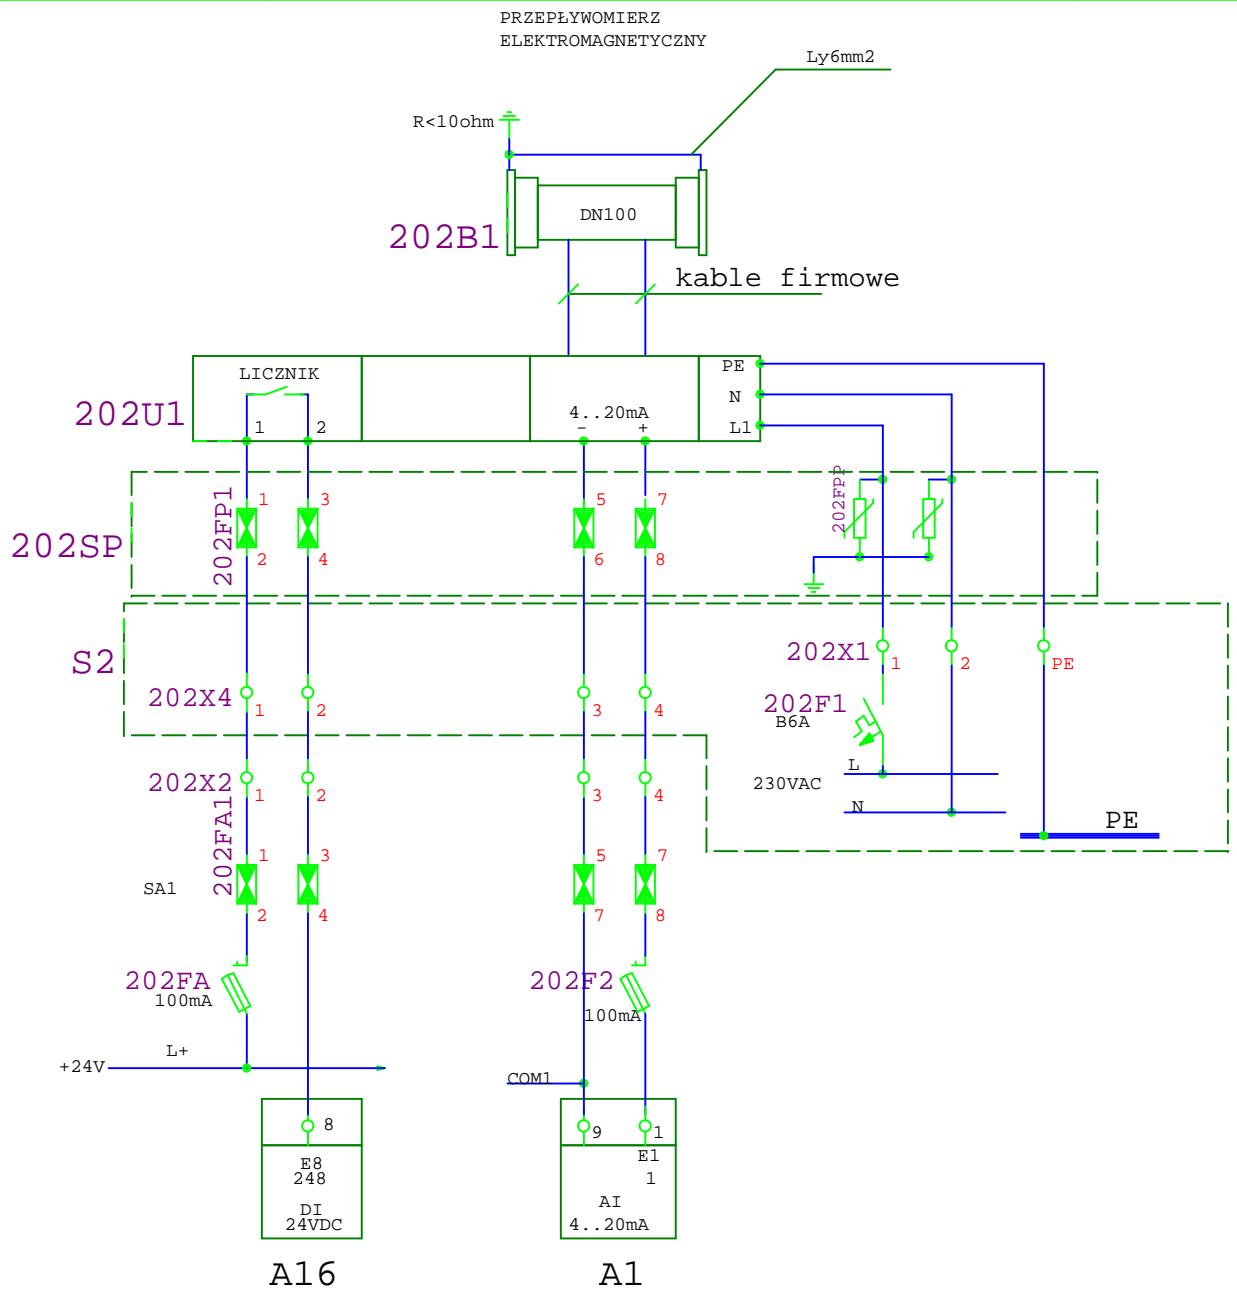 PRZEPŁYWOMIERZ
ELEKTROMAGNETYCZNY
Ly6mm2
R<10ohm
DN100
202B1
kable firmowe
LICZNIK
PE
N
L1
4..20mA
- +
1 2
202U1
202SP
202FP1
1 3 5 7
2 4 6 8
202FPP
S2
202X1
1 2 PE
202X4
1 2 3 4
202F1
B6A
L
230VAC
N
PE
202X2
1 2 3 4
202FA1
SA1
1 3 5 7
2 4 7 8
202FA
100mA
202F2
100mA
L+
+24V
COM1
8
9 1
E8
248
DI
24VDC
E1
1
AI
4..20mA
A16
A1